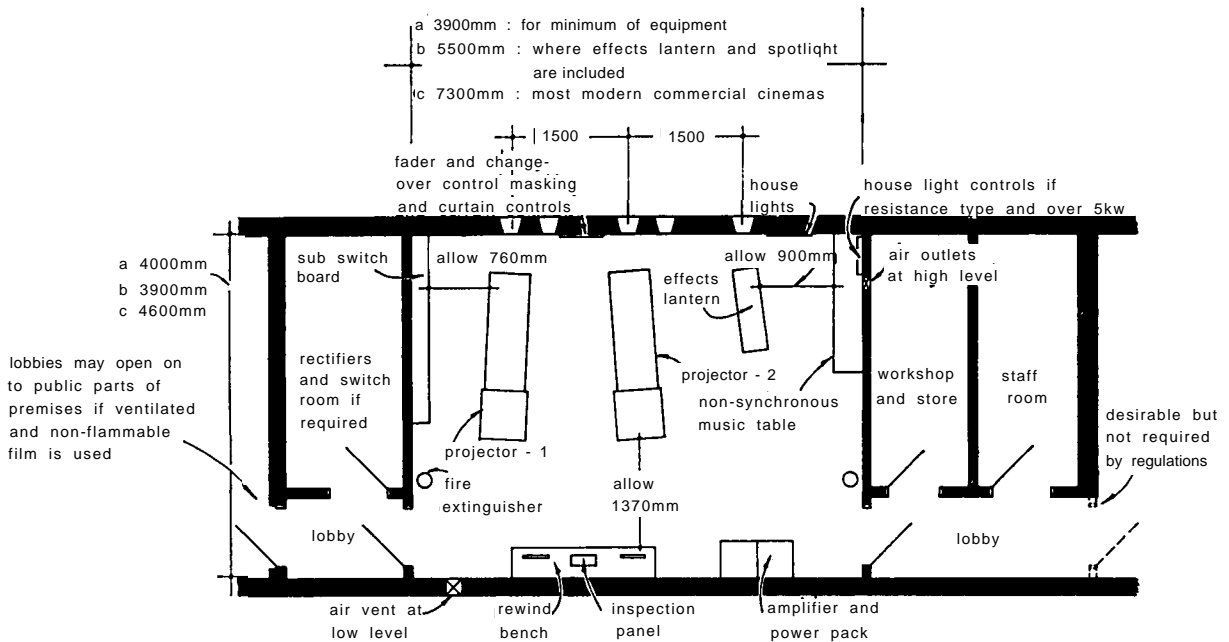 a 3900mm : for minimum of equipment
b 5500mm : where effects lantern and spotliqht
are included
c 7300mm : most modern commercial cinemas
1500
1500
fader and change-
over control masking
and curtain controls
house
lights
house light controls if
resistance type and over 5kw
a 4000mm
b 3900mm
c 4600mm
sub switch
board
allow 760mm
allow 900mm
effects
lantern
air outlets
at high level
lobbies may open on
to public parts of
premises if ventilated
and non-flammable
film is used
rectifiers
and switch
room if
required
projector - 2
non-synchronous
music table
workshop
and store
staff
room
desirable but
not required
by regulations
projector - 1
fire
extinguisher
allow
1370mm
lobby
lobby
air vent at
low level
rewind
bench
inspection
panel
amplifier and
power pack